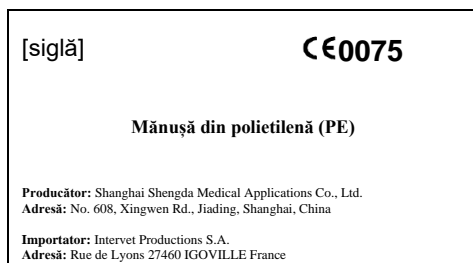 [siglă]
CE0075
Mănușă din polietilenă (PE)
Producător: Shanghai Shengda Medical Applications Co., Ltd.
Adresă: No. 608, Xingwen Rd., Jiading, Shanghai, China
Importator: Intervet Productions S.A.
Adresă: Rue de Lyons 27460 IGOVILLE France